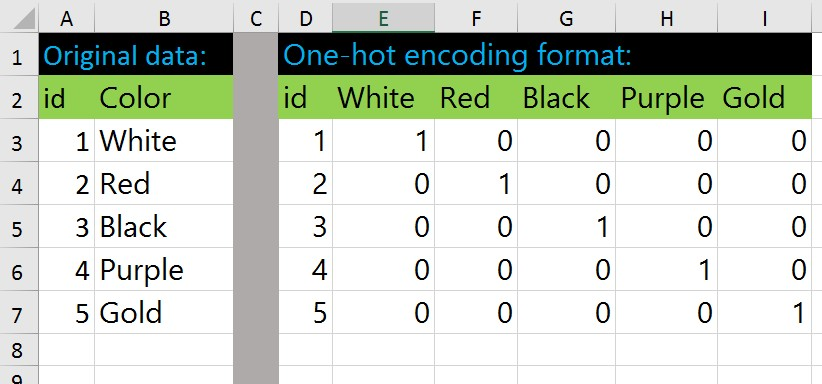 A B C D E F G H I
1 Original data: One-hot encoding format:
2 id Color id White Red Black Purple Gold
3 1 White 1 1 0 0 0 0
4 2 Red 2 0 1 0 0 0
5 3 Black 3 0 0 1 0 0
6 4 Purple 4 0 0 0 1 0
7 5 Gold 5 0 0 0 0 1
8
9